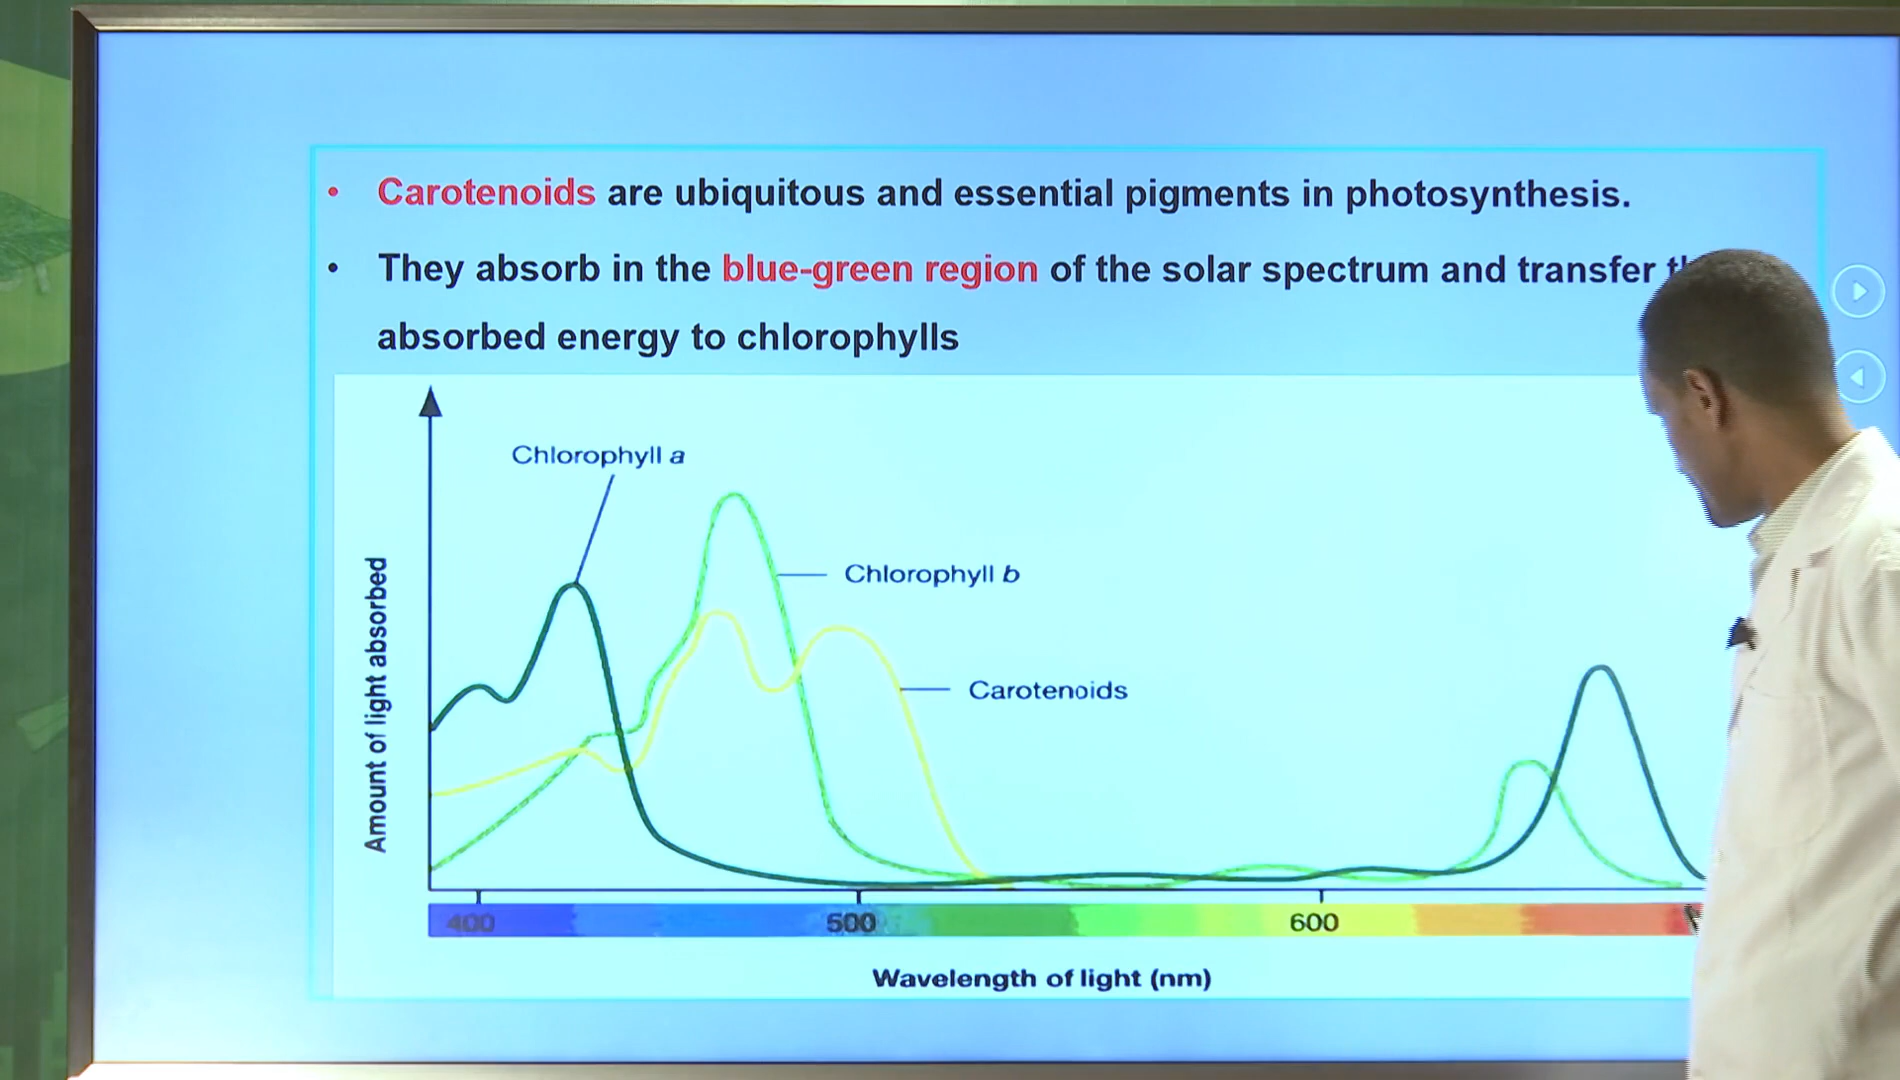 • Carotenoids are ubiquitous and essential pigments in photosynthesis.
• They absorb in the blue-green region of the solar spectrum and transfer
absorbed energy to chlorophylls
Chlorophyll a
Chlorophyll b
Carotenoids
Amount of light absorbed
400 500 600
Wavelength of light (nm)